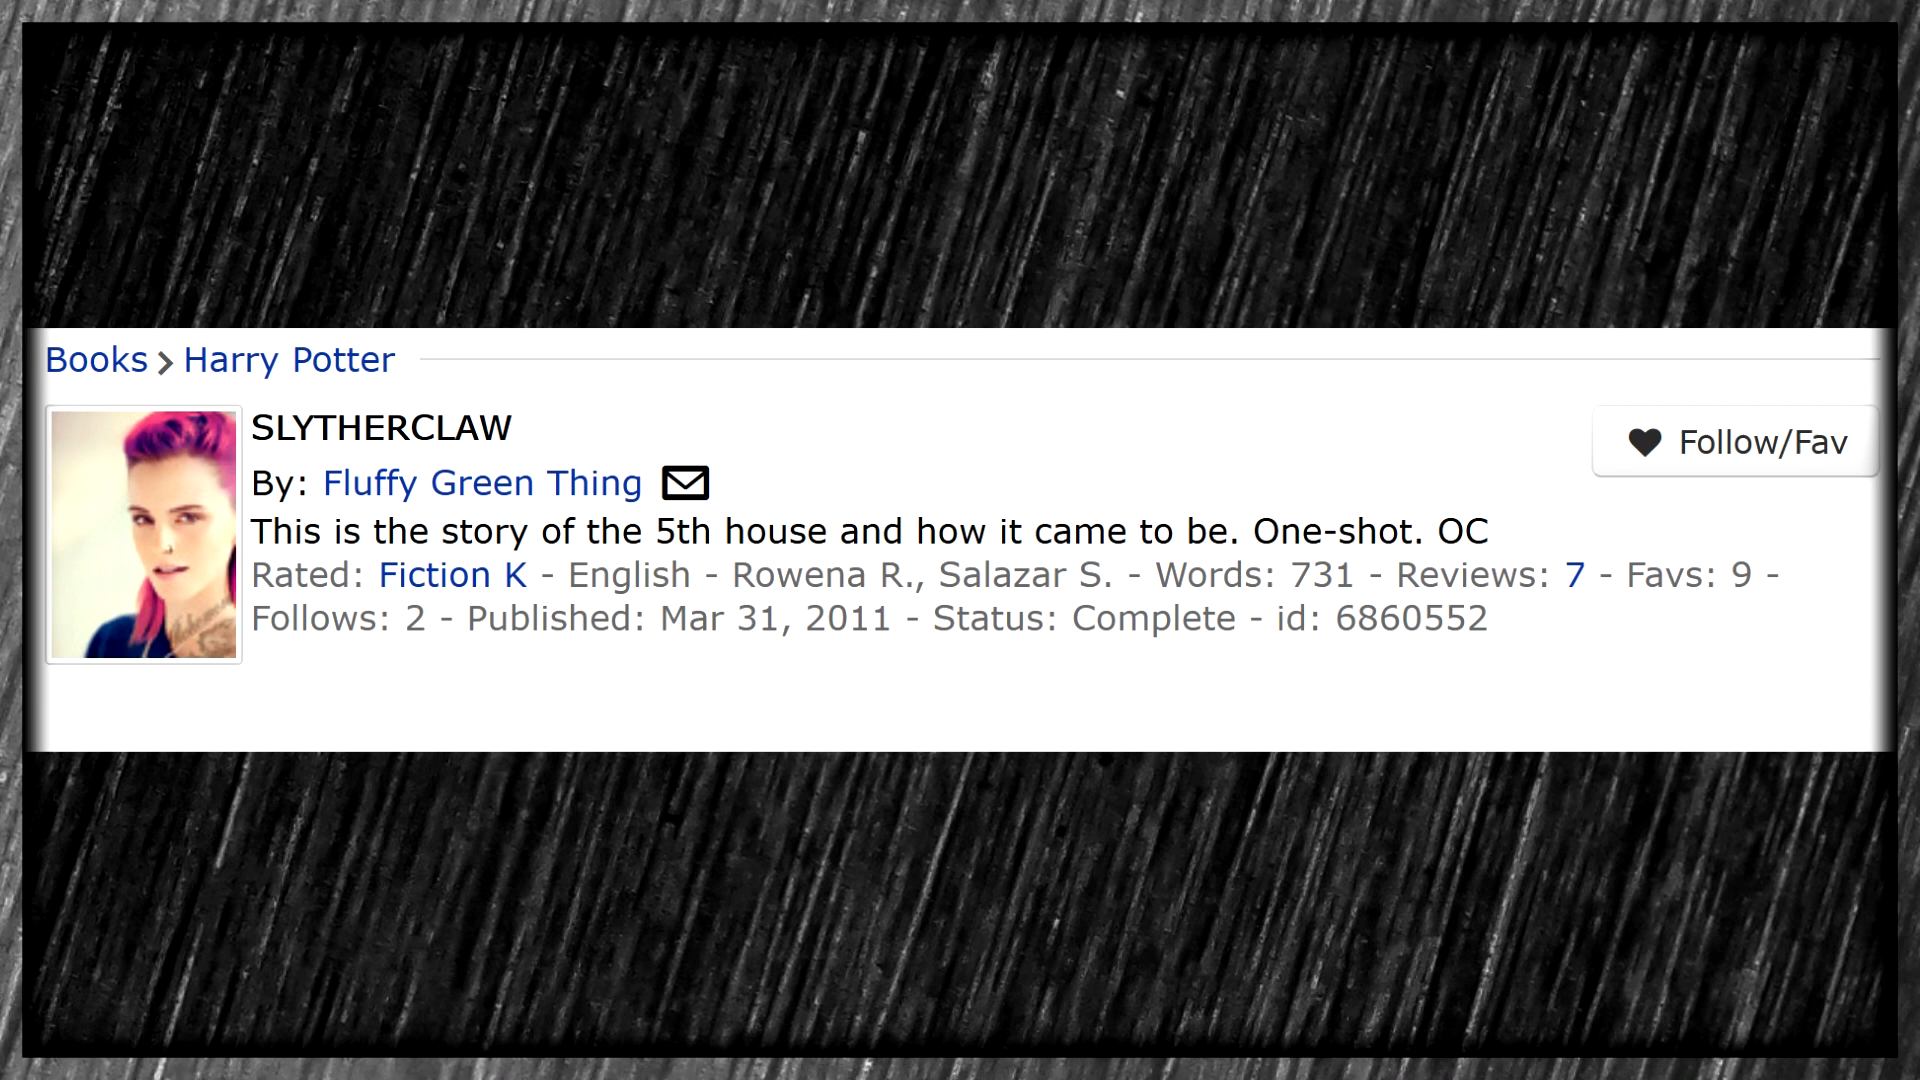 Books > Harry Potter
SLYTHERCLAW
Follow/Fav
By: Fluffy Green Thing
This is the story of the 5th house and how it came to be. One-shot. OC
Rated: Fiction K - English - Rowena R., Salazar S. - Words: 731 - Reviews: 7 - Favs: 9 -
Follows: 2 - Published: Mar 31, 2011 - Status: Complete - id: 6860552